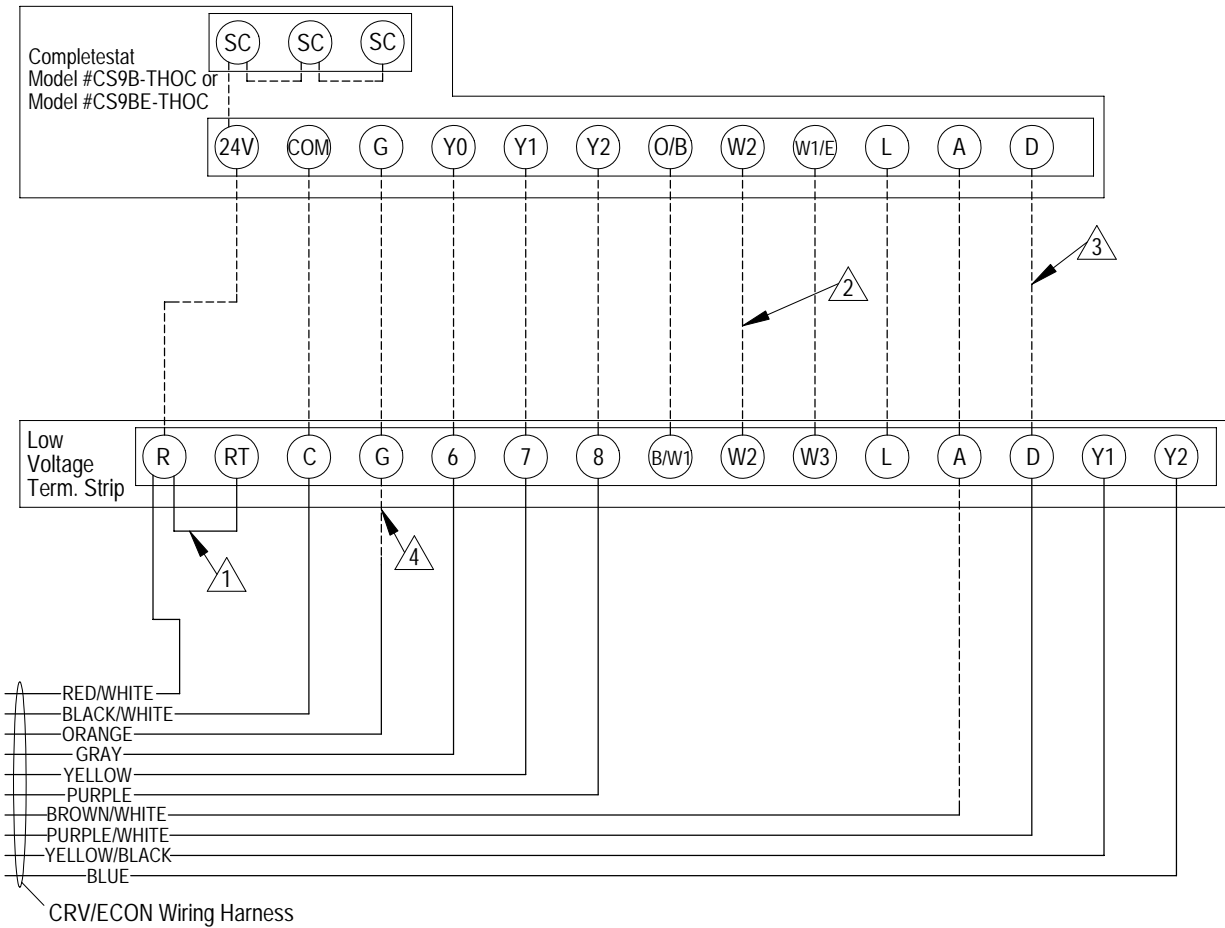 SC SC SC
Completestat
Model #CS9B-THOC or
Model #CS9BE-THOC
24V COM G Y0 Y1 Y2 O/B W2 W1/E L A D
3
2
Low
Voltage
Term. Strip
R RT C G 6 7 8 B/W1 W2 W3 L A D Y1 Y2
1
4
RED/WHITE
BLACK/WHITE
ORANGE
GRAY
YELLOW
PURPLE
BROWN/WHITE
PURPLE/WHITE
YELLOW/BLACK
BLUE
CRV/ECON Wiring Harness